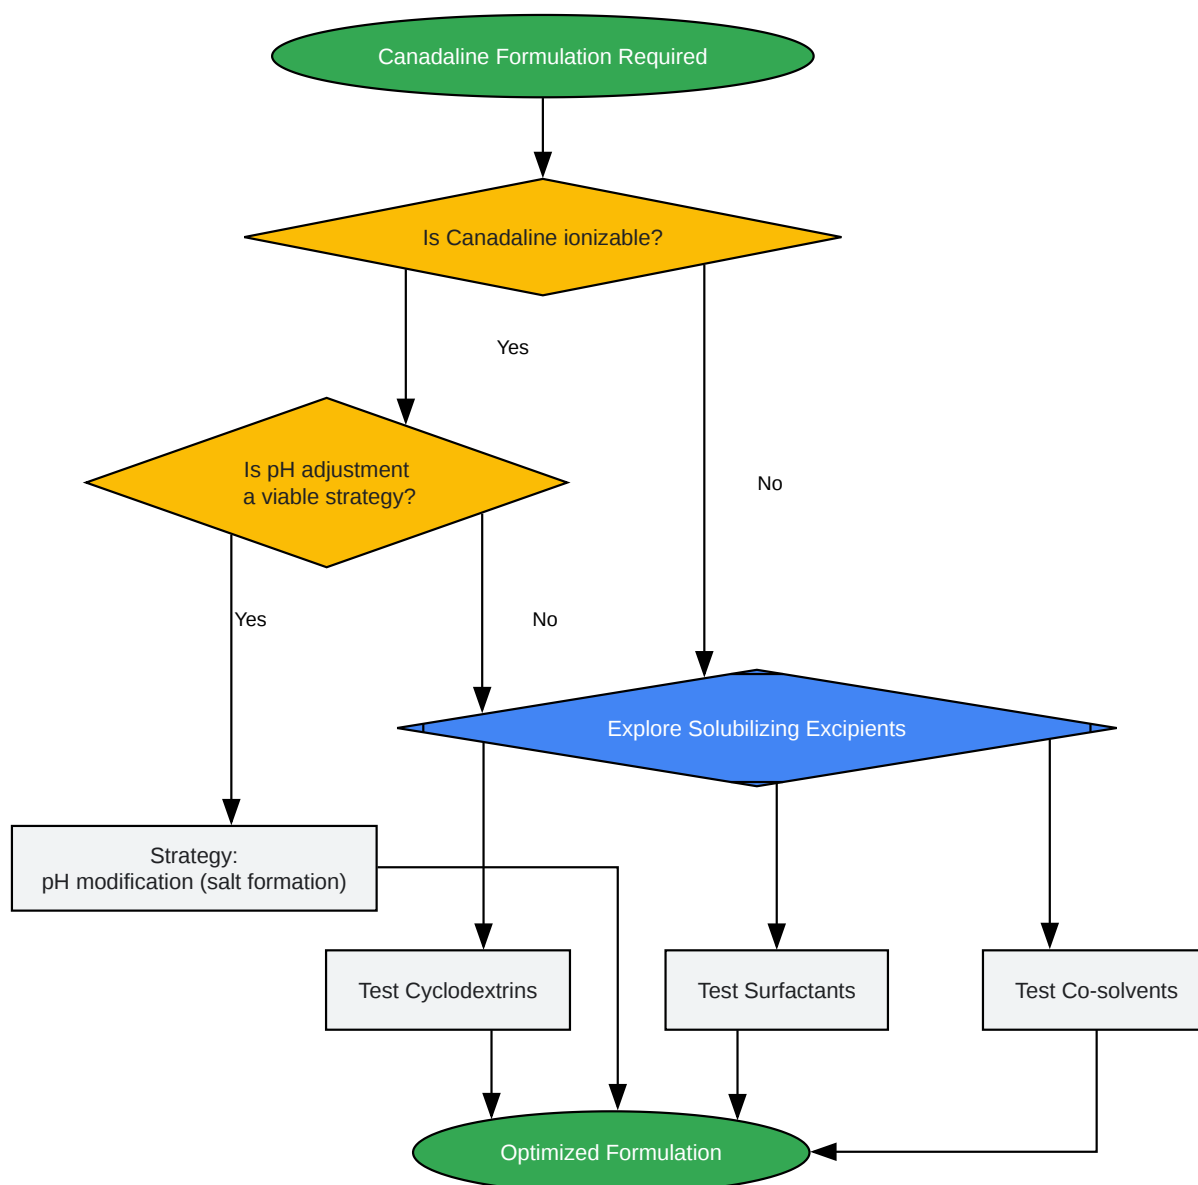 Canadaline Formulation Required
Is Canadaline ionizable?
Yes
Is pH adjustment
a viable strategy?
No
Yes
No
Explore Solubilizing Excipients
Strategy:
pH modification (salt formation)
Test Cyclodextrins
Test Surfactants
Test Co-solvents
Optimized Formulation